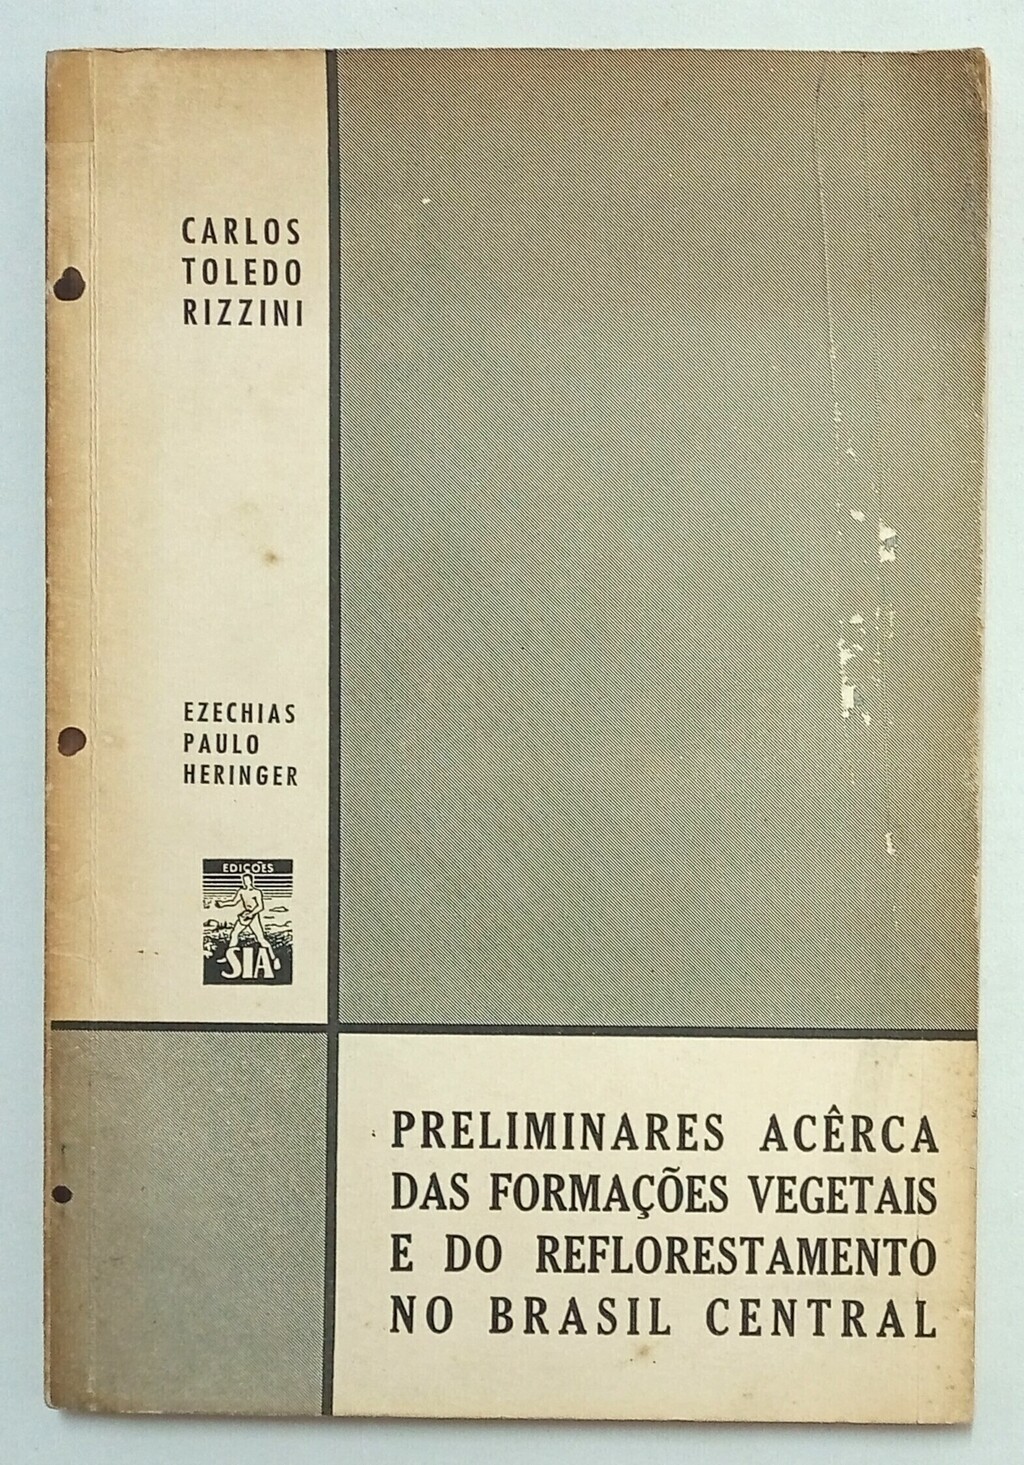 CARLOS
TOLEDO
RIZZINI
EZECHIAS
PAULO
HERINGER
EDIÇÕES
SIA
PRELIMINARES ACÊRCA
DAS FORMAÇÕES VEGETAIS
E DO REFLORESTAMENTO
NO BRASIL CENTRAL